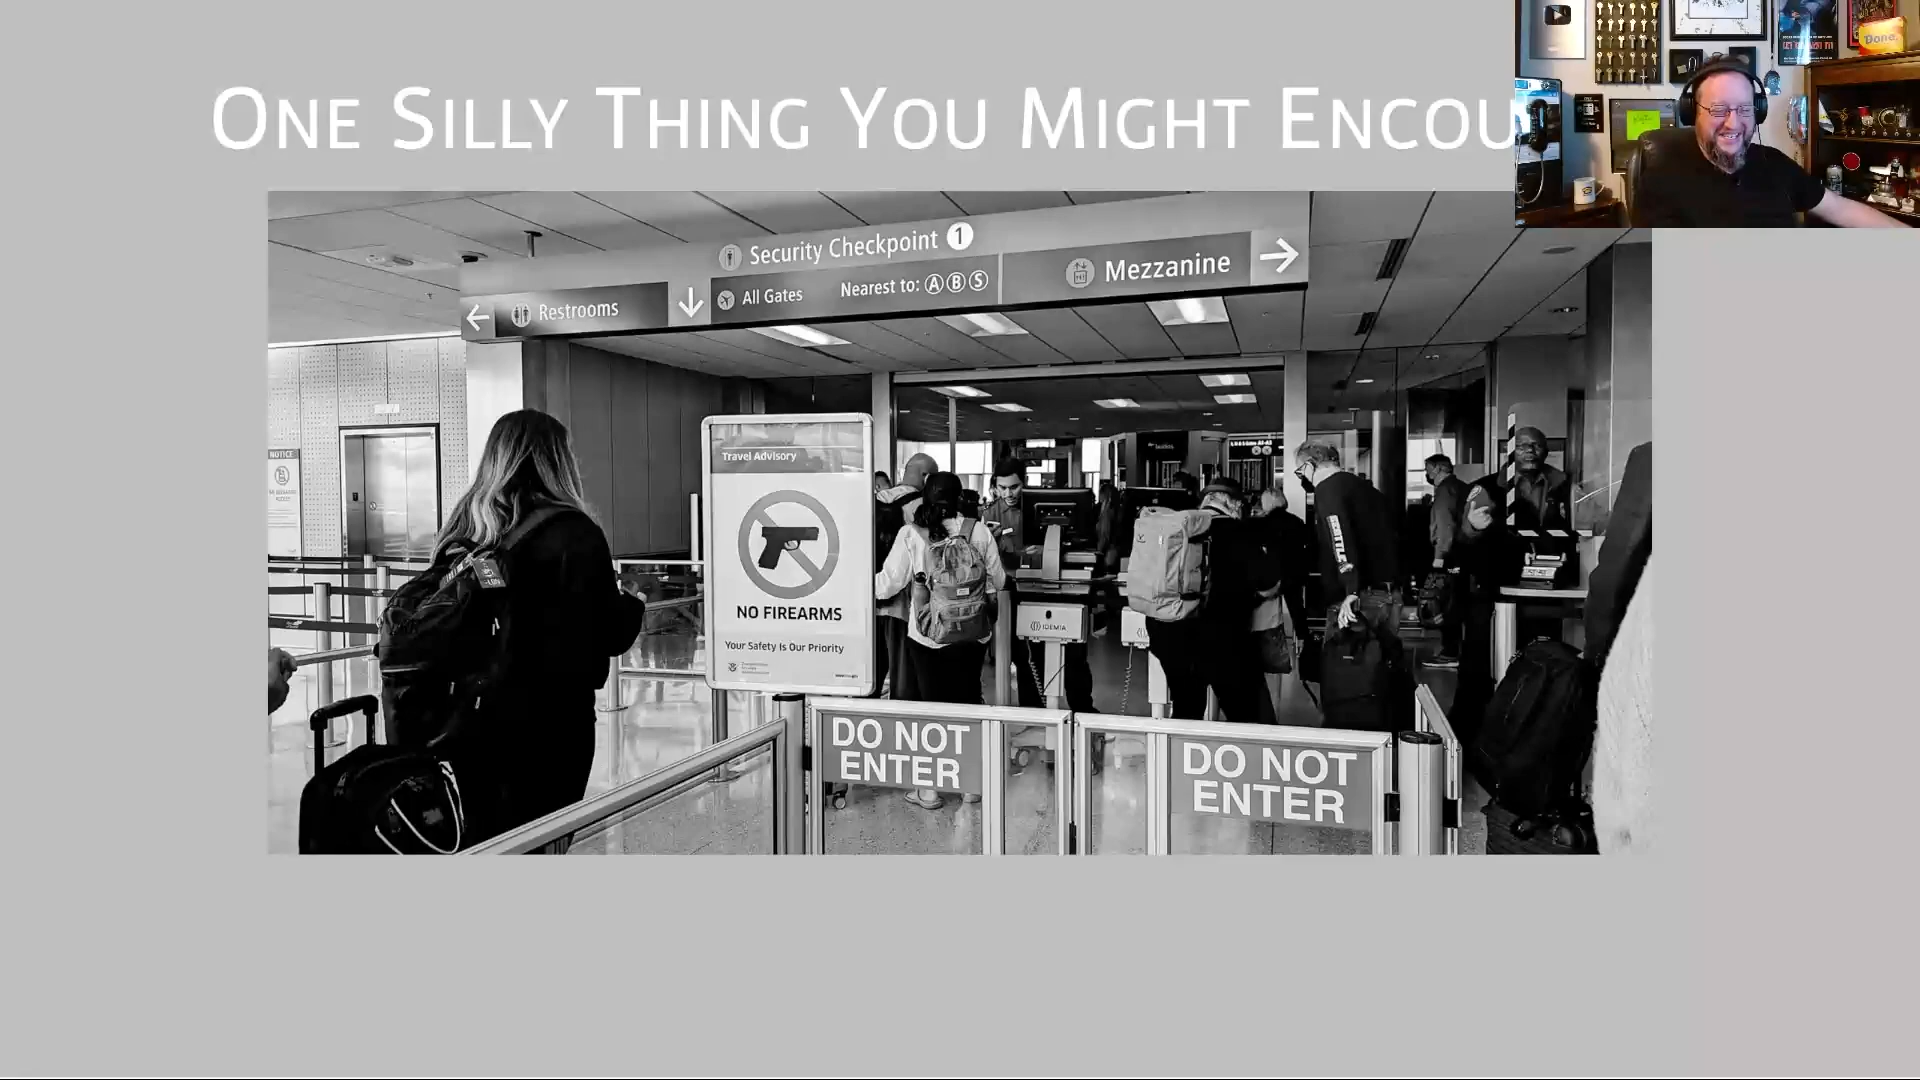 ONE SILLY THING YOU MIGHT ENCOU
Done.
Security Checkpoint 1
Restrooms
All Gates
Nearest to: A B S
Mezzanine
NOTICE
Travel Advisory
NO FIREARMS
Your Safety Is Our Priority
IDEMIA
DO NOT
ENTER
DO NOT
ENTER